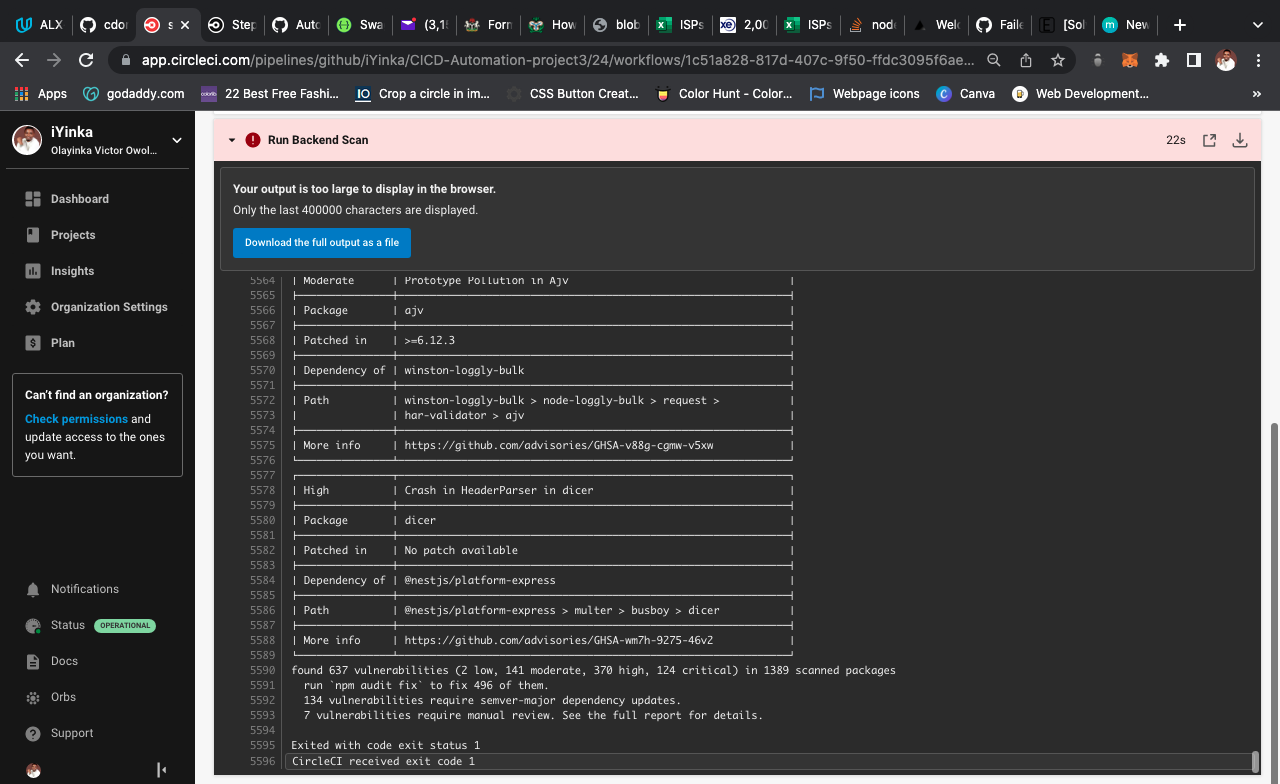 ALX
cdor
s
Step
Auto
Swa
(3,15
Form
How
blob
ISPs
2,00
ISPs
node
Welc
Faile
[Sol
New
app.circleci.com/pipelines/github/iYinka/CICD-Automation-project3/24/workflows/1c51a828-817d-407c-9f50-ffdc3095f6ae...
Apps
godaddy.com
22 Best Free Fashi...
Crop a circle in im...
CSS Button Creat...
Color Hunt - Color...
Webpage icons
Canva
Web Development...
»
iYinka
Olayinka Victor Owol...
Dashboard
Projects
Insights
Organization Settings
Plan
Can't find an organization?
Check permissions and
update access to the ones
you want.
Notifications
Status OPERATIONAL
Docs
Orbs
Support
Run Backend Scan
22s
Your output is too large to display in the browser.
Only the last 400000 characters are displayed.
Download the full output as a file
5564 | Moderate | Prototype Pollution in Ajv |
5565
5566 | Package | ajv |
5567
5568 | Patched in | >=6.12.3 |
5569
5570 | Dependency of | winston-loggly-bulk |
5571
5572 | Path | winston-loggly-bulk > node-loggly-bulk > request > |
5573 | | har-validator > ajv |
5574
5575 | More info | https://github.com/advisories/GHSA-v88g-cgmw-v5xw |
5576
5577
5578 | High | Crash in HeaderParser in dicer |
5579
5580 | Package | dicer |
5581
5582 | Patched in | No patch available |
5583
5584 | Dependency of | @nestjs/platform-express |
5585
5586 | Path | @nestjs/platform-express > multer > busboy > dicer |
5587
5588 | More info | https://github.com/advisories/GHSA-wm7h-9275-46v2 |
5589
5590 found 637 vulnerabilities (2 low, 141 moderate, 370 high, 124 critical) in 1389 scanned packages
5591 run `npm audit fix` to fix 496 of them.
5592 134 vulnerabilities require semver-major dependency updates.
5593 7 vulnerabilities require manual review. See the full report for details.
5594
5595 Exited with code exit status 1
5596 CircleCI received exit code 1